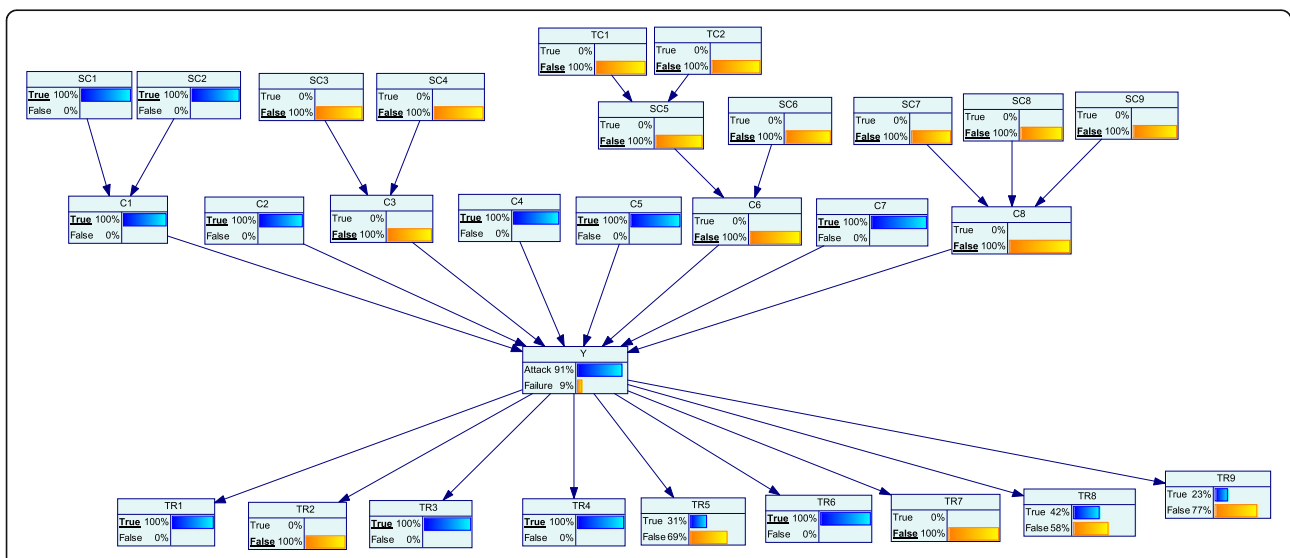 TC1
True 0%
False 100%
TC2
True 0%
False 100%
SC1
True 100%
False 0%
SC2
True 100%
False 0%
SC3
True 0%
False 100%
SC4
True 0%
False 100%
SC5
True 0%
False 100%
SC6
True 0%
False 100%
SC7
True 0%
False 100%
SC8
True 0%
False 100%
SC9
True 0%
False 100%
C1
True 100%
False 0%
C2
True 100%
False 0%
C3
True 0%
False 100%
C4
True 100%
False 0%
C5
True 100%
False 0%
C6
True 0%
False 100%
C7
True 100%
False 0%
C8
True 0%
False 100%
Y
Attack 91%
Failure 9%
TR1
True 100%
False 0%
TR2
True 0%
False 100%
TR3
True 100%
False 0%
TR4
True 100%
False 0%
TR5
True 31%
False 69%
TR6
True 100%
False 0%
TR7
True 0%
False 100%
TR8
True 42%
False 58%
TR9
True 23%
False 77%